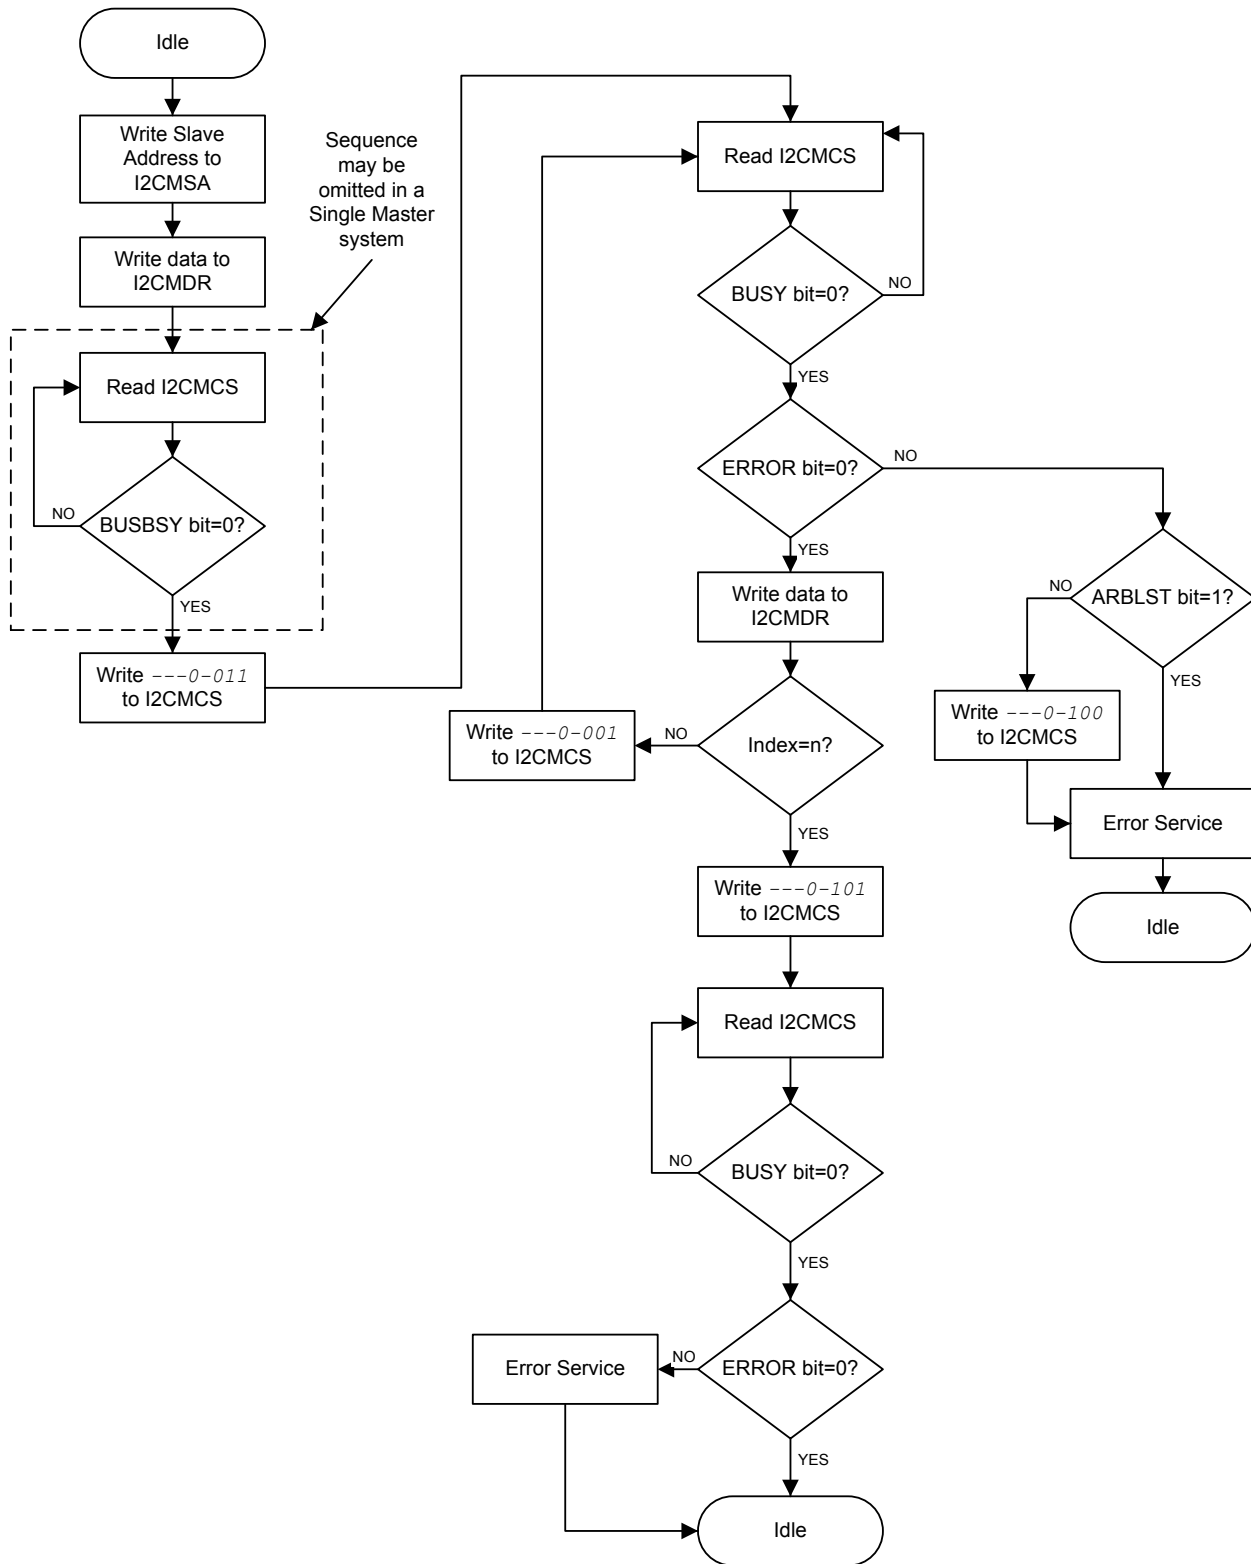 Idle
Write Slave
Address to
I2CMSA
Write data to
I2CMDR
Sequence
may be
omitted in a
Single Master
system
Read I2CMCS
BUSBSY bit=0?
NO
YES
Write ---0-011
to I2CMCS
Read I2CMCS
BUSY bit=0?
NO
YES
ERROR bit=0?
NO
YES
Write data to
I2CMDR
Index=n?
NO
Write ---0-001
to I2CMCS
YES
ARBLST bit=1?
NO
YES
Write ---0-100
to I2CMCS
Error Service
Idle
Write ---0-101
to I2CMCS
Read I2CMCS
BUSY bit=0?
NO
YES
ERROR bit=0?
NO
Error Service
YES
Idle